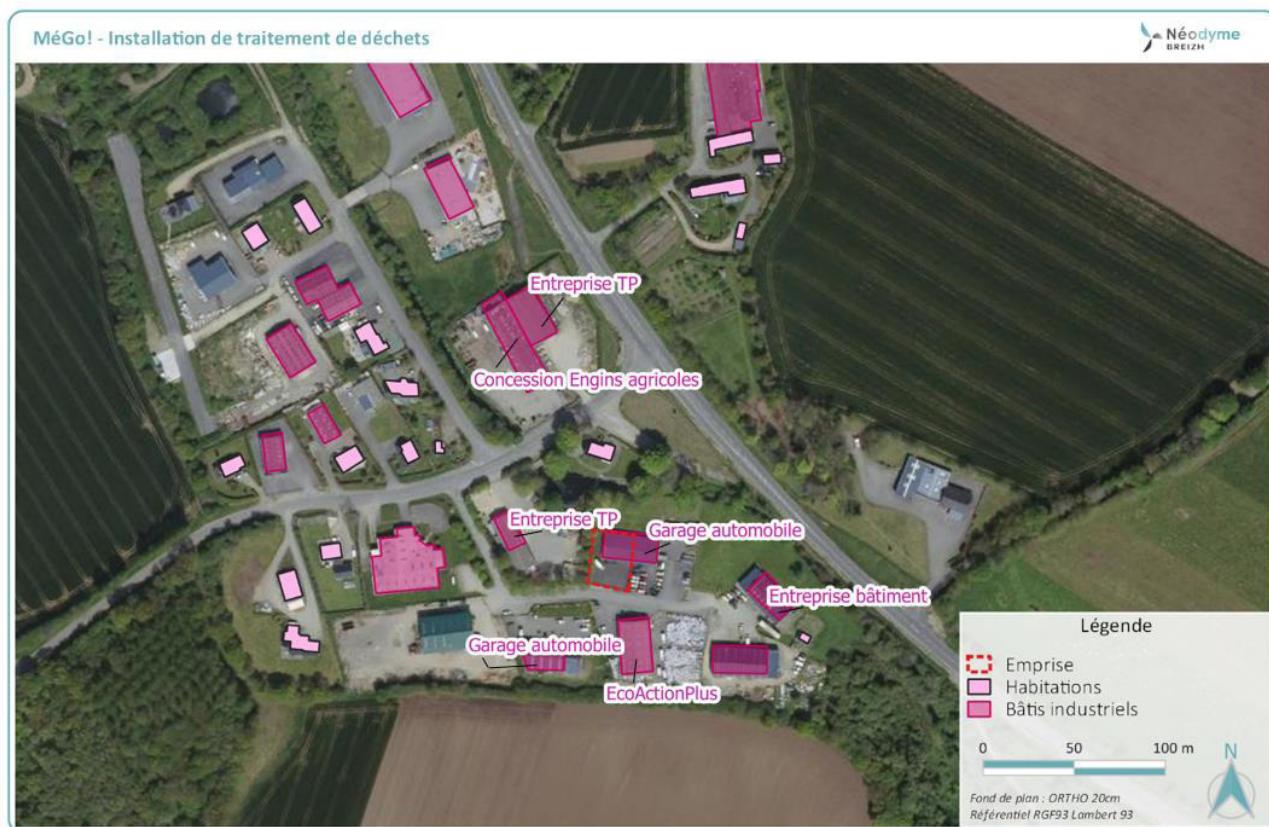 MéGo! - Installation de traitement de déchets
Néodyme
BREIZH
Entreprise TP
Concession Engins agricoles
Entreprise TP
Garage automobile
Entreprise bâtiment
Garage automobile
EcoActionPlus
Légende
Emprise
Habitations
Bâtis industriels
0 50 100 m
N
Fond de plan : ORTHO 20cm
Référentiel RGF93 Lambert 93